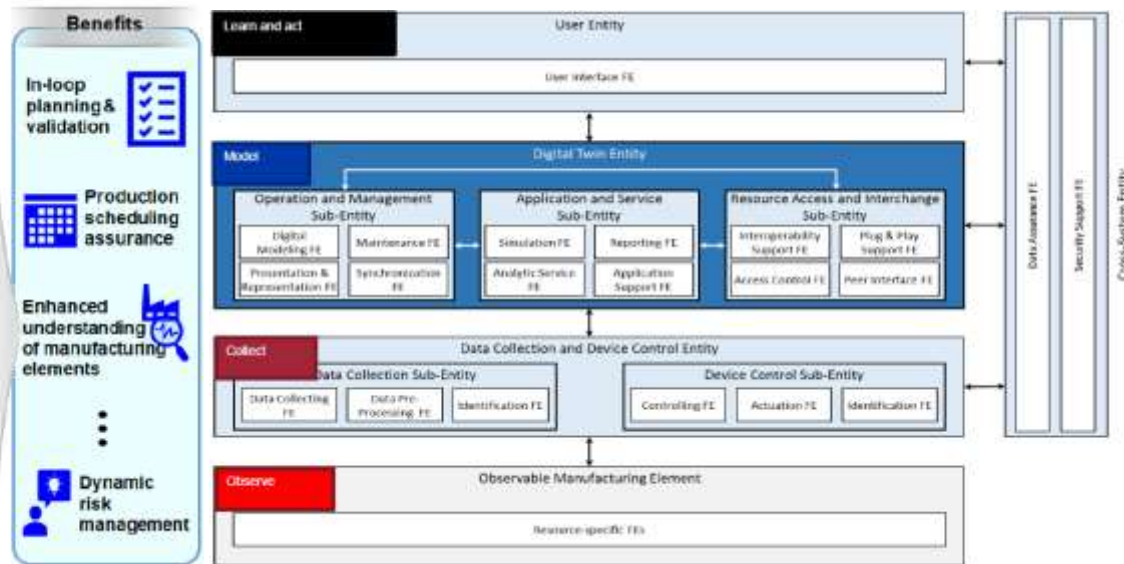 Benefits
In-loop
planning &
validation
Production
scheduling
assurance
Enhanced
understanding
of manufacturing
elements
Dynamic
risk
management
Learn and act
User Entity
User Interface FE
Model
Digital Twin Entity
Operation and Management
Sub-Entity
Digital
Modeling FE
Maintenance FE
Presentation &
Representation FE
Synchronization
FE
Application and Service
Sub-Entity
Simulation FE
Reporting FE
Analytic Service
FE
Application
Support FE
Resource Access and Interchange
Sub-Entity
Interoperability
Support FE
Plug & Play
Support FE
Access Control FE
Peer Interface FE
Collect
Data Collection and Device Control Entity
Data Collection Sub-Entity
Data Collecting
FE
Data Pre-
Processing FE
Identification FE
Device Control Sub-Entity
Controlling FE
Actuation FE
Identification FE
Observe
Observable Manufacturing Element
Resource-specific FEs
Data Assurance FE
Security Support FE
Cross-System Entity